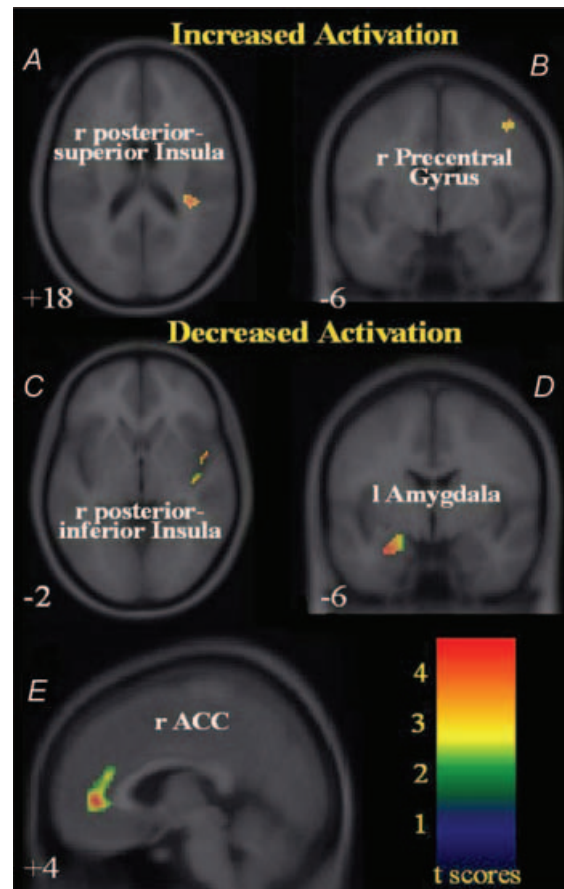 Increased Activation
A
B
r posterior-
superior Insula
r Precentral
Gyrus
+18
-6
Decreased Activation
C
D
r posterior-
inferior Insula
l Amygdala
-2
-6
E
r ACC
4
3
2
1
+4
t scores